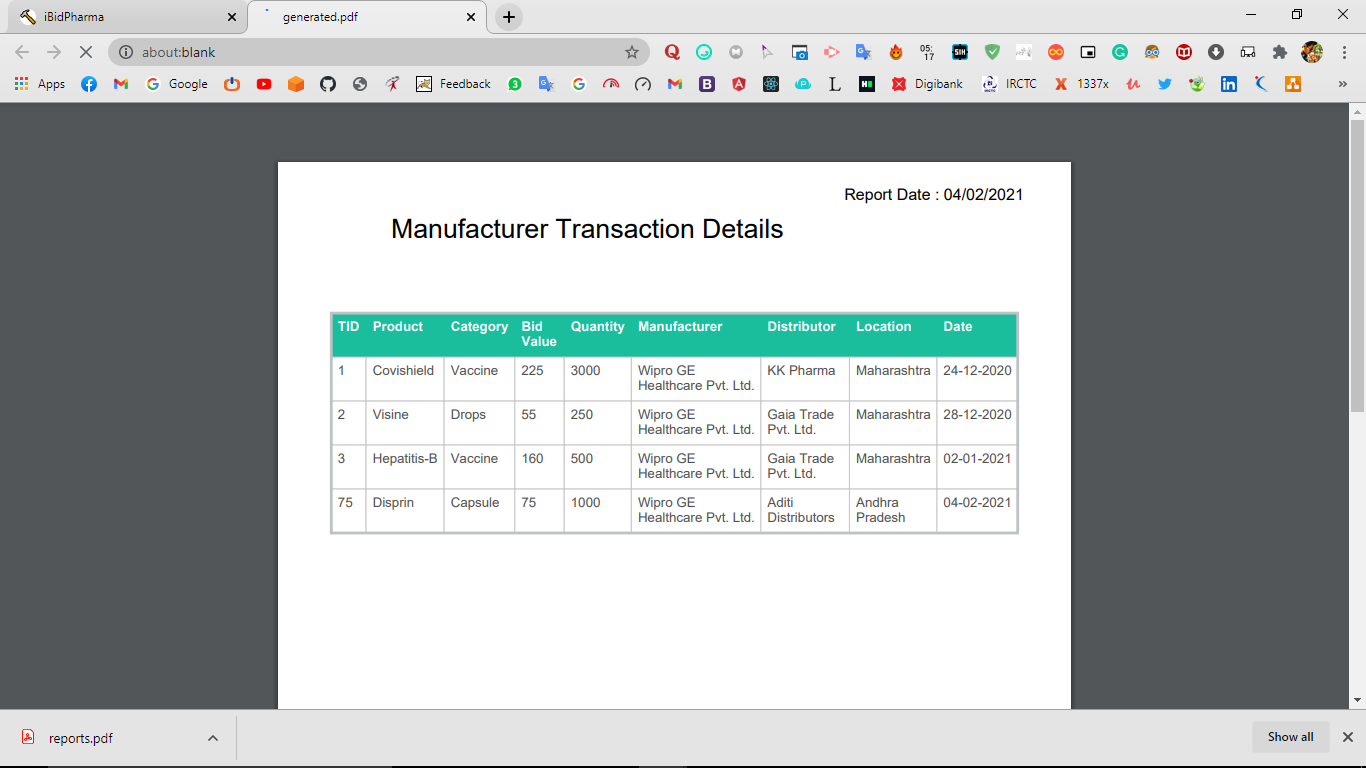 iBidPharma
generated.pdf
about:blank
05:
17
SIH
Apps
Google
Feedback
3
IRCTC
Digibank
1337x
Report Date : 04/02/2021
Manufacturer Transaction Details
TID Product Category Bid Value Quantity Manufacturer Distributor Location Date
1 Covishield Vaccine 225 3000 Wipro GE KK Pharma Maharashtra 24-12-2020
Healthcare Pvt. Ltd.
2 Visine Drops 55 250 Wipro GE Gaia Trade Maharashtra 28-12-2020
Healthcare Pvt. Ltd. Pvt. Ltd.
3 Hepatitis-B Vaccine 160 500 Wipro GE Gaia Trade Maharashtra 02-01-2021
Healthcare Pvt. Ltd. Pvt. Ltd.
75 Disprin Capsule 75 1000 Wipro GE Aditi Andhra 04-02-2021
Healthcare Pvt. Ltd. Distributors Pradesh
reports.pdf
Show all